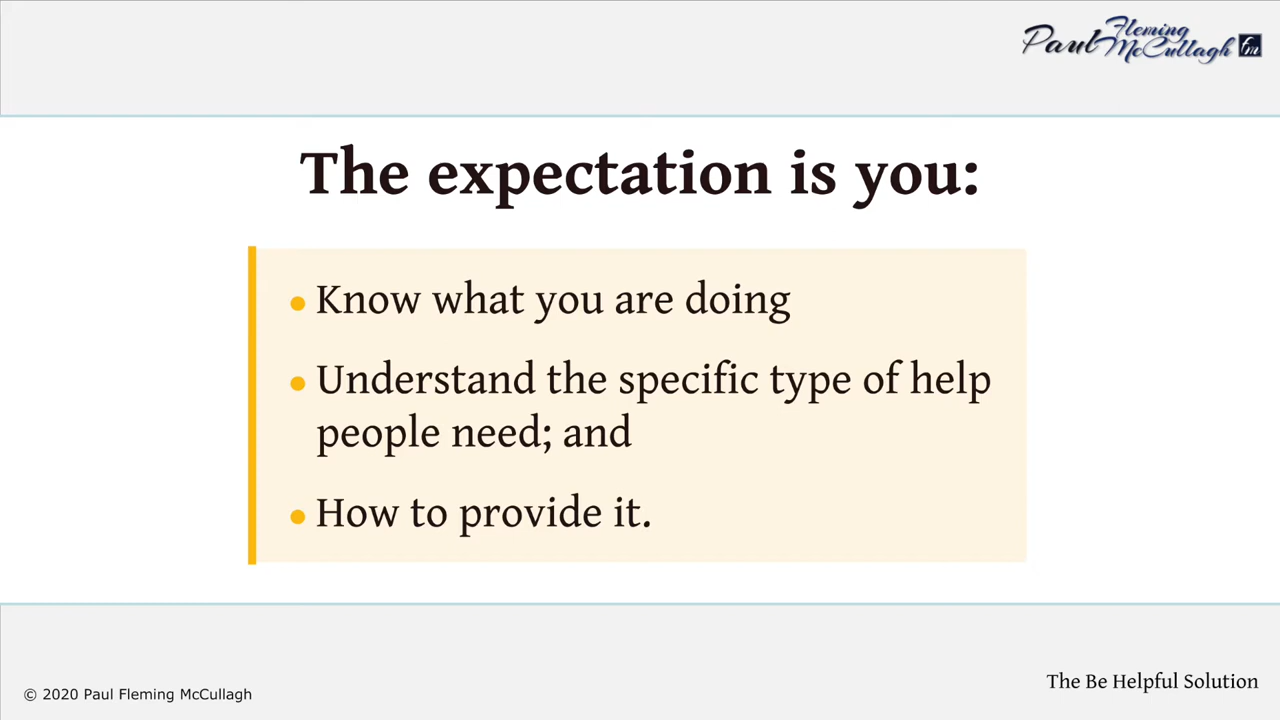 Paul Fleming McCullagh fm
The expectation is you:
• Know what you are doing
• Understand the specific type of help
people need; and
• How to provide it.
© 2020 Paul Fleming McCullagh
The Be Helpful Solution